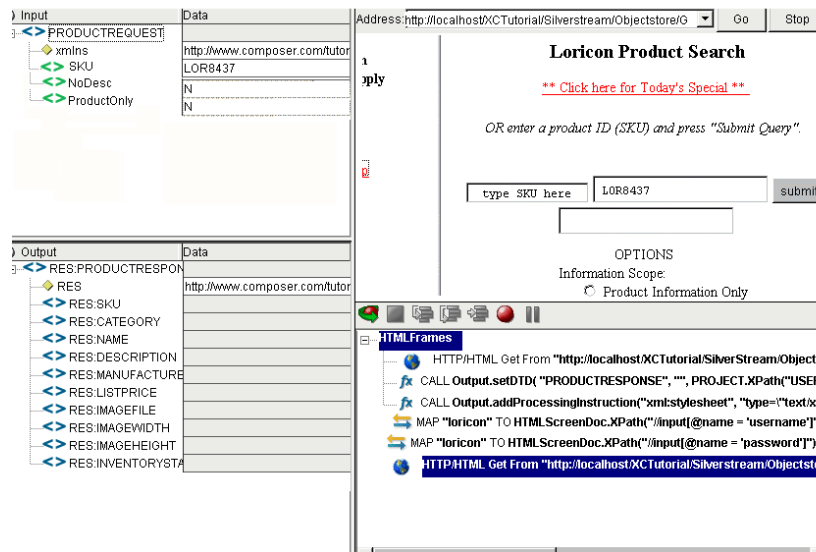 ) Input Data
PRODUCTREQUEST
xmlns http://www.composer.com/tutor
SKU LOR8437
NoDesc N
ProductOnly N
) Output Data
RES:PRODUCTRESPON
RES http://www.composer.com/tutor
RES:SKU
RES:CATEGORY
RES:NAME
RES:DESCRIPTION
RES:MANUFACTURE
RES:LISTPRICE
RES:IMAGEFILE
RES:IMAGEWIDTH
RES:IMAGEHEIGHT
RES:INVENTORYSTA
Address: http://localhost/XCTutorial/Silverstream/Objectstore/G Go Stop
Loricon Product Search
pply
** Click here for Today's Special **
OR enter a product ID (SKU) and press "Submit Query".
type SKU here LOR8437 submit
OPTIONS
Information Scope:
Product Information Only
HTMLFrames
HTTP/HTML Get From "http://localhost/XCTutorial/SilverStream/Object
fx CALL Output.setDTD( "PRODUCTRESPONSE", "", PROJECT.XPath("USER
fx CALL Output.addProcessingInstruction("xml:stylesheet", "type=\"text/x
MAP "loricon" TO HTMLScreenDoc.XPath("//input[@name = 'username']"
MAP "loricon" TO HTMLScreenDoc.XPath("//input[@name = 'password']")
HTTP/HTML Get From "http://localhost/XCTutorial/Silverstream/Objectsto